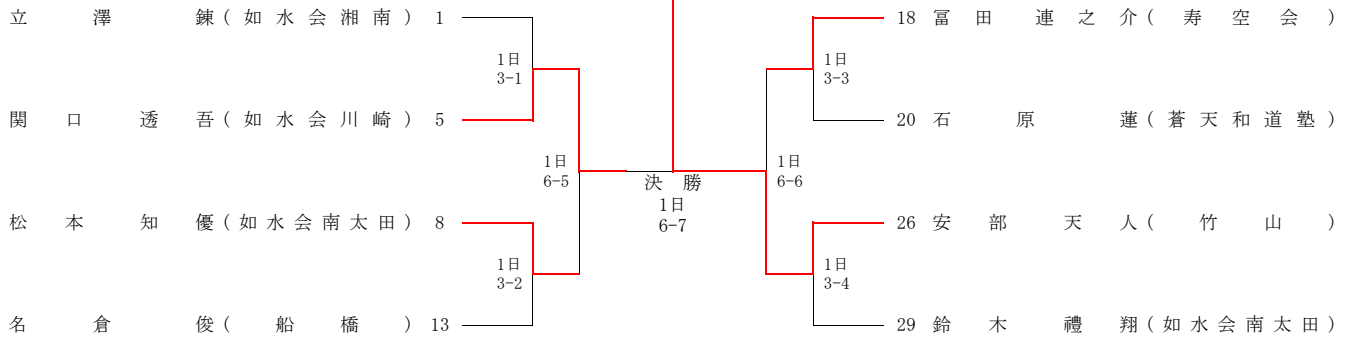 立澤 錬(如水会湘南) 1
1日
3-1
関口 透吾(如水会川崎) 5
1日
6-5
松本 知優(如水会南太田) 8
1日
3-2
名倉 俊(船橋) 13
決勝
1日
6-7
18 冨田 連之介(寿空会)
1日
3-3
20 石原 蓮(蒼天和道塾)
1日
6-6
26 安部 天人(竹山)
1日
3-4
29 鈴木 禮翔(如水会南太田)